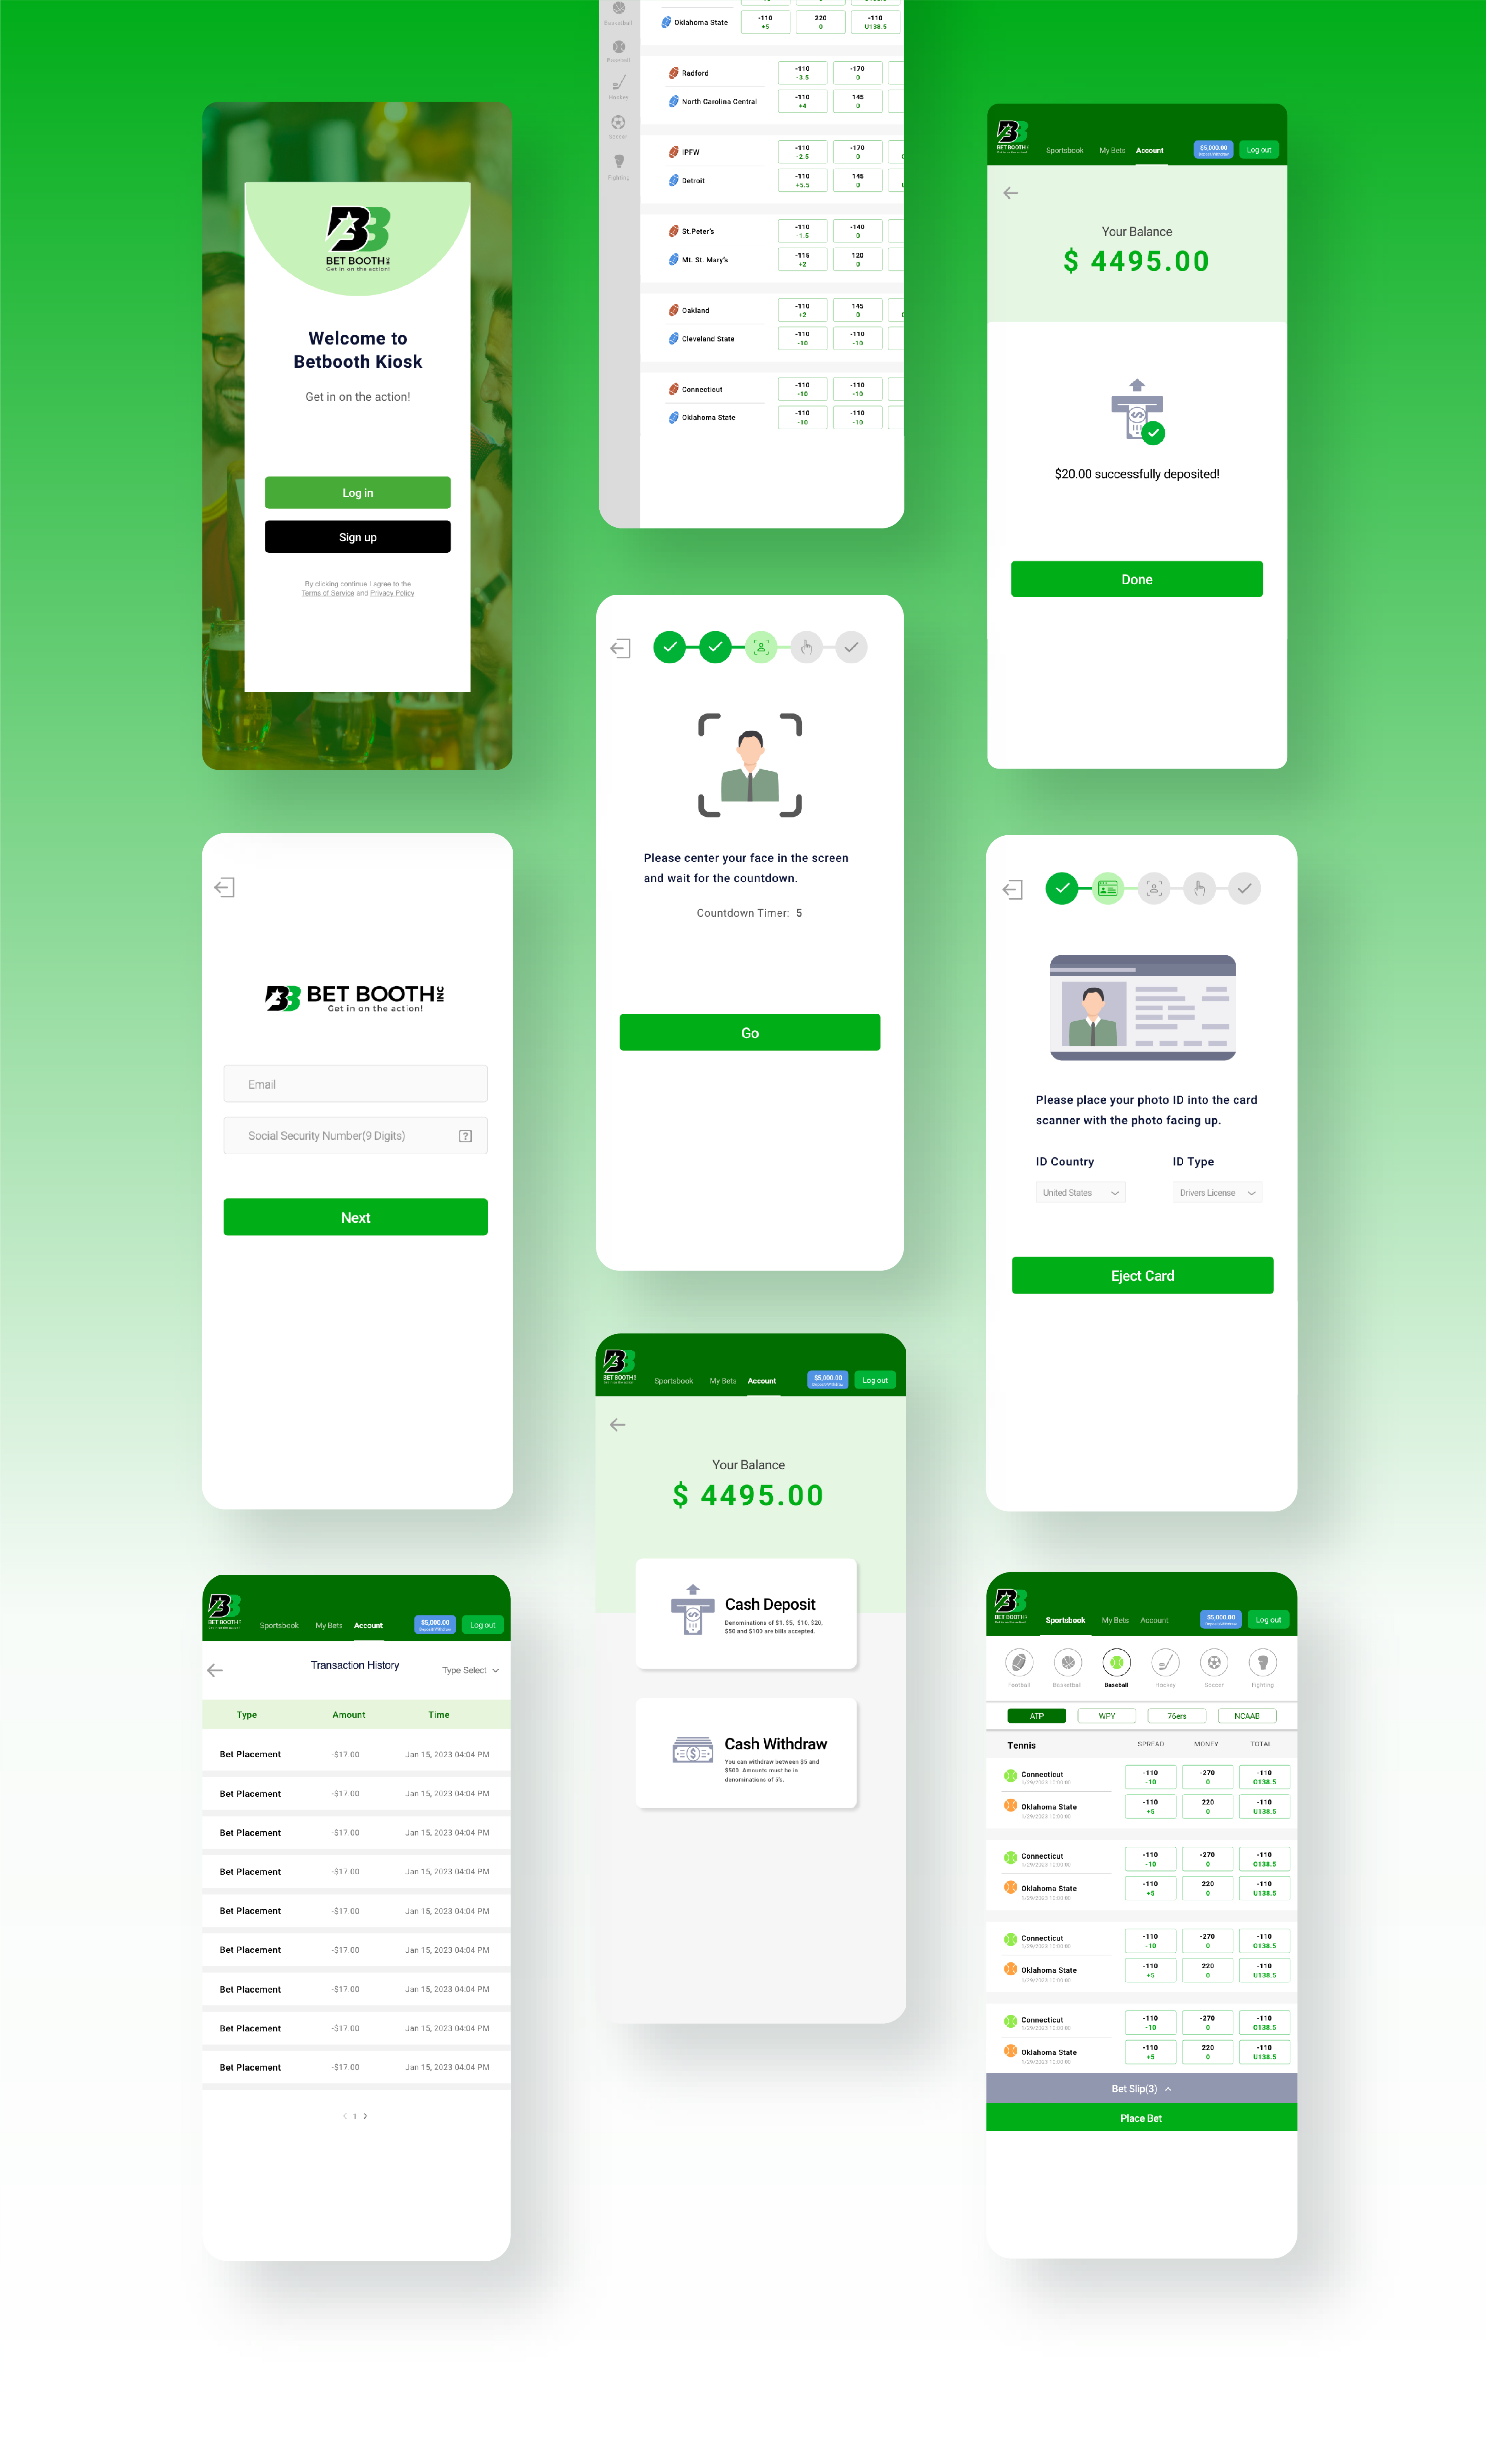 BET BOOTH INC
Get in on the action!
Welcome to
Betbooth Kiosk
Get in on the action!
Log in
Sign up
By clicking continue I agree to the
Terms of Service and Privacy Policy
Basketball
Baseball
Hockey
Soccer
Fighting
Oklahoma State
-110 220 -110
+5 0 U138.5
Radford
-110 -170
-3.5 0
North Carolina Central
-110 145
+4 0
IPFW
-110 -170
-2.5 0
Detroit
-110 145
+5.5 0
St.Peter's
-110 -140
-1.5 0
Mt. St. Mary's
-115 120
+2 0
Oakland
-110 145
+2 0
Cleveland State
-110 -110
-10 -10
Connecticut
-110 -110
-10 -10
Oklahoma State
-110 -110
-10 -10
BET BOOTH
Sportsbook My Bets Account
$5,000.00
Deposit/Withdraw
Log out
Your Balance
$ 4495.00
$20.00 successfully deposited!
Done
BET BOOTH INC
Get in on the action!
Email
Social Security Number(9 Digits)
Next
Please center your face in the screen
and wait for the countdown.
Countdown Timer: 5
Go
Please place your photo ID into the card
scanner with the photo facing up.
ID Country ID Type
United States Drivers License
Eject Card
BET BOOTH
Sportsbook My Bets Account
$5,000.00
Deposit/Withdraw
Log out
Your Balance
$ 4495.00
Cash Deposit
Denominations of $1, $5, $10, $20,
$50 and $100 are bills accepted.
Cash Withdraw
You can withdraw between $5 and
$500. Amounts must be in
denominations of 5's.
BET BOOTH
Sportsbook My Bets Account
$5,000.00
Deposit/Withdraw
Log out
Transaction History
Type Select
Type Amount Time
Bet Placement -$17.00 Jan 15, 2023 04:04 PM
Bet Placement -$17.00 Jan 15, 2023 04:04 PM
Bet Placement -$17.00 Jan 15, 2023 04:04 PM
Bet Placement -$17.00 Jan 15, 2023 04:04 PM
Bet Placement -$17.00 Jan 15, 2023 04:04 PM
Bet Placement -$17.00 Jan 15, 2023 04:04 PM
Bet Placement -$17.00 Jan 15, 2023 04:04 PM
Bet Placement -$17.00 Jan 15, 2023 04:04 PM
Bet Placement -$17.00 Jan 15, 2023 04:04 PM
1
BET BOOTH
Sportsbook My Bets Account
$5,000.00
Deposit/Withdraw
Log out
Football Basketball Baseball Hockey Soccer Fighting
ATP WPY 76ers NCAAB
Tennis SPREAD MONEY TOTAL
Connecticut
-110 -270 -110
-10 0 O138.5
Oklahoma State
-110 220 -110
+5 0 U138.5
Connecticut
-110 -270 -110
-10 0 O138.5
Oklahoma State
-110 220 -110
+5 0 U138.5
Connecticut
-110 -270 -110
-10 0 O138.5
Oklahoma State
-110 220 -110
+5 0 U138.5
Connecticut
-110 -270 -110
-10 0 O138.5
Oklahoma State
-110 220 -110
+5 0 U138.5
Bet Slip(3)
Place Bet